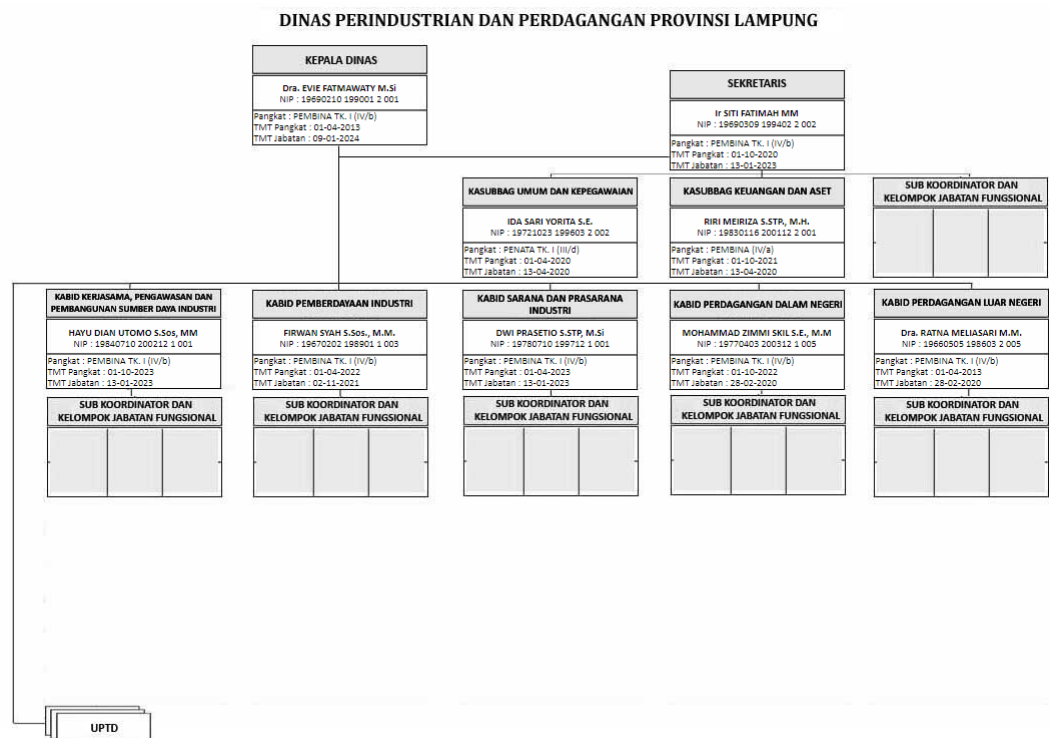 DINAS PERINDUSTRIAN DAN PERDAGANGAN PROVINSI LAMPUNG
KEPALA DINAS
Dra. EVIE FATMAWATY M.Si
NIP : 19690210 199001 2 001
Pangkat : PEMBINA TK. I (IV/b)
TMT Pangkat : 01-04-2013
TMT Jabatan : 09-01-2024
SEKRETARIS
Ir SITI FATIMAH MM
NIP : 19690309 199402 2 002
Pangkat : PEMBINA TK. I (IV/b)
TMT Pangkat : 01-10-2020
TMT Jabatan : 13-01-2023
KASUBBAG UMUM DAN KEPEGAWAIAN
IDA SARI YORITA S.E.
NIP : 19721023 199603 2 002
Pangkat : PENATA TK. I (III/d)
TMT Pangkat : 01-04-2020
TMT Jabatan : 13-04-2020
KASUBBAG KEUANGAN DAN ASET
RIRI MEIRIZA S.STP., M.H.
NIP : 19830116 200112 2 001
Pangkat : PEMBINA (IV/a)
TMT Pangkat : 01-10-2021
TMT Jabatan : 13-04-2020
SUB KOORDINATOR DAN
KELOMPOK JABATAN FUNGSIONAL
KABID KERJASAMA, PENGAWASAN DAN
PEMBANGUNAN SUMBER DAYA INDUSTRI
HAYU DIAN UTOMO S.Sos, MM
NIP : 19840710 200212 1 001
Pangkat : PEMBINA TK. I (IV/b)
TMT Pangkat : 01-10-2023
TMT Jabatan : 13-01-2023
SUB KOORDINATOR DAN
KELOMPOK JABATAN FUNGSIONAL
KABID PEMBERDAYAAN INDUSTRI
FIRWAN SYAH S.Sos., M.M.
NIP : 19670202 198901 1 003
Pangkat : PEMBINA TK. I (IV/b)
TMT Pangkat : 01-04-2022
TMT Jabatan : 02-11-2021
SUB KOORDINATOR DAN
KELOMPOK JABATAN FUNGSIONAL
KABID SARANA DAN PRASARANA
INDUSTRI
DWI PRASETIO S.STP, M.Si
NIP : 19780710 199712 1 001
Pangkat : PEMBINA TK. I (IV/b)
TMT Pangkat : 01-04-2023
TMT Jabatan : 13-01-2023
SUB KOORDINATOR DAN
KELOMPOK JABATAN FUNGSIONAL
KABID PERDAGANGAN DALAM NEGERI
MOHAMMAD ZIMMI SKIL S.E., M.M
NIP : 19770403 200312 1 005
Pangkat : PEMBINA TK. I (IV/b)
TMT Pangkat : 01-10-2022
TMT Jabatan : 28-02-2020
SUB KOORDINATOR DAN
KELOMPOK JABATAN FUNGSIONAL
KABID PERDAGANGAN LUAR NEGERI
Dra. RATNA MELIASARI M.M.
NIP : 19660505 198603 2 005
Pangkat : PEMBINA TK. I (IV/b)
TMT Pangkat : 01-04-2013
TMT Jabatan : 28-02-2020
SUB KOORDINATOR DAN
KELOMPOK JABATAN FUNGSIONAL
UPTD